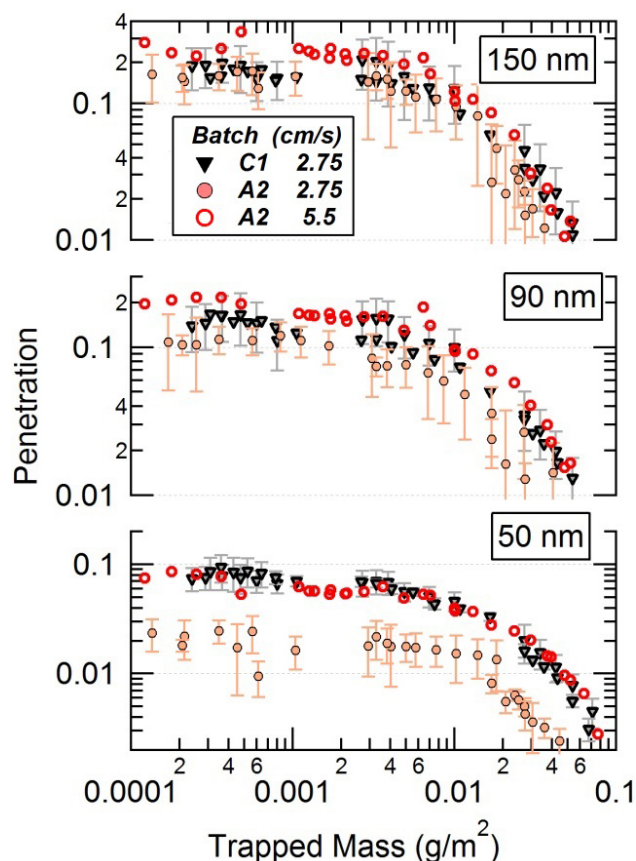 0.4
150 nm
0.1
Batch (cm/s)
C1 2.75
A2 2.75
A2 5.5
4
2
0.01
2
90 nm
0.1
4
2
0.01
Penetration
50 nm
0.1
0.01
2 4 6 2 4 6 2 4 6
0.0001 0.001 0.01 0.1
Trapped Mass (g/m²)